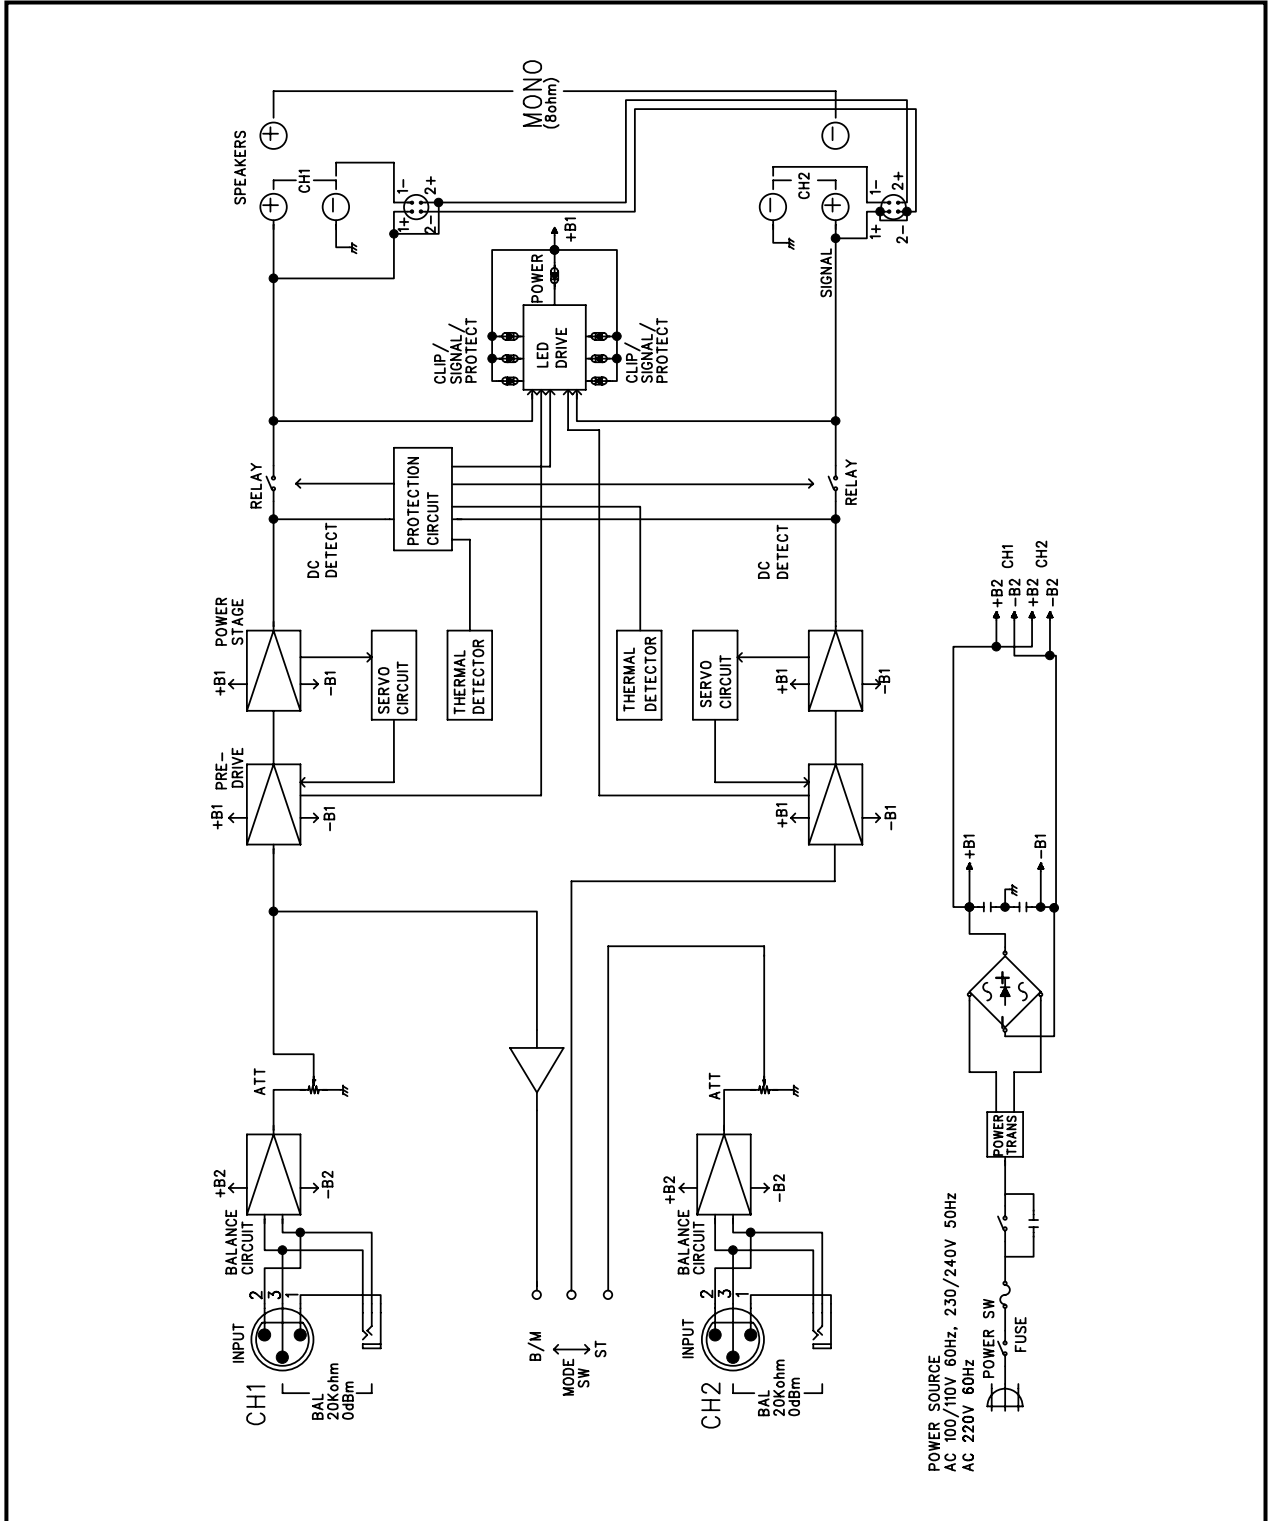 CH1
INPUT
2
3
1
BAL
20Kohm
0dBm
BALANCE
CIRCUIT
+B2
-B2
ATT
PRE-
DRIVE
+B1
-B1
POWER
STAGE
+B1
-B1
SERVO
CIRCUIT
THERMAL
DETECTOR
DC
DETECT
RELAY
PROTECTION
CIRCUIT
CLIP/
SIGNAL/
PROTECT
LED
DRIVE
POWER
+B1
CLIP/
SIGNAL/
PROTECT
SPEAKERS
+
+
CH1
-
1-
1+
2+
2-
MONO
(8ohm)
B/M
MODE
SW
ST
CH2
INPUT
2
3
1
BAL
20Kohm
0dBm
BALANCE
CIRCUIT
+B2
-B2
ATT
+B1
-B1
THERMAL
DETECTOR
SERVO
CIRCUIT
+B1
-B1
DC
DETECT
RELAY
SIGNAL
-
-
CH2
+
1-
1+
2+
2-
POWER SOURCE
AC 100/110V 60Hz, 230/240V 50Hz
AC 220V 60Hz
POWER SW
FUSE
POWER
TRANS
+
-
+B1
-B1
+B2
-B2
CH1
+B2
-B2
CH2